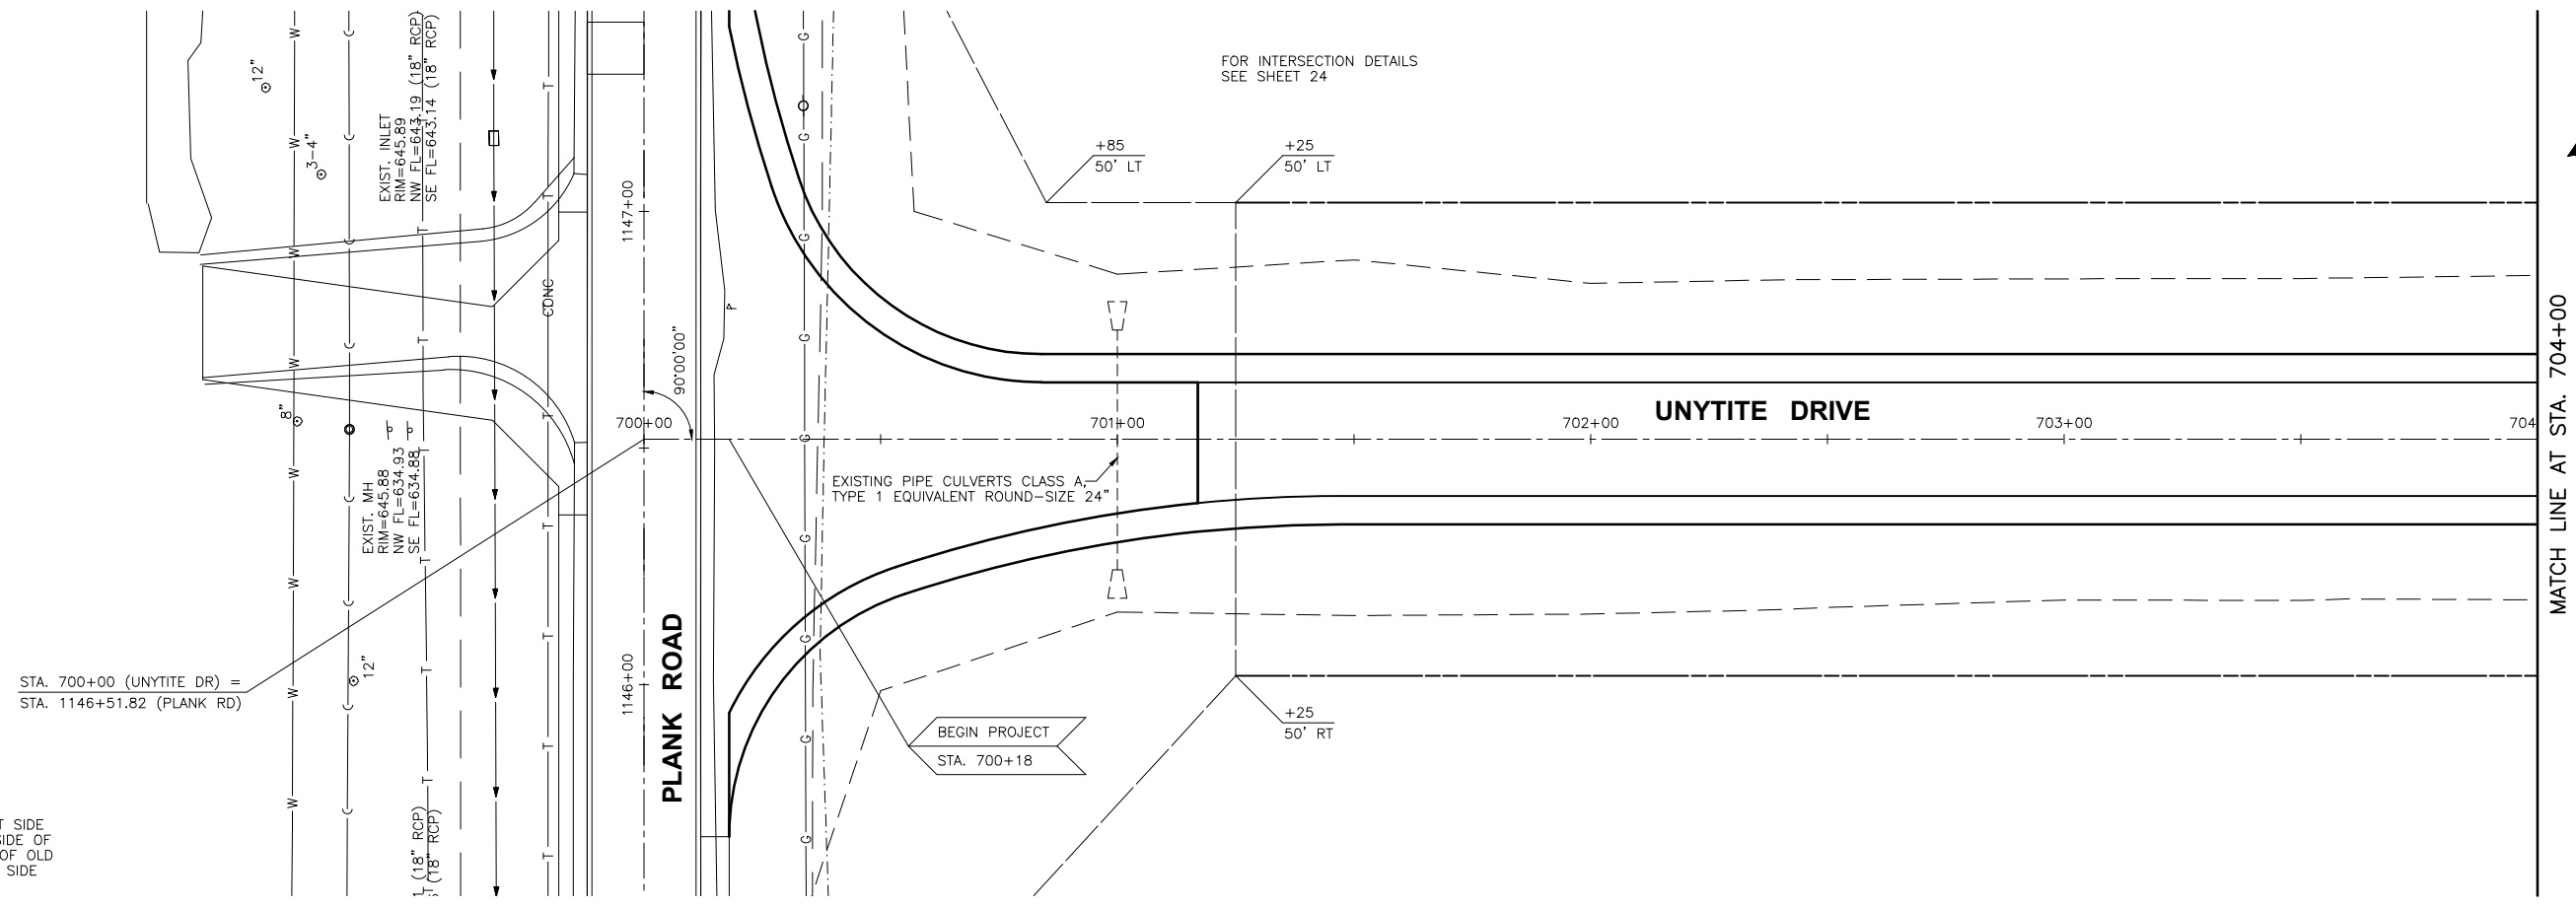 FOR INTERSECTION DETAILS
SEE SHEET 24
12"
3-4"
EXIST. INLET
RIM=645.89
NW FL=643.19 (18" RCP)
SE FL=643.14 (18" RCP)
+85
50' LT
+25
50' LT
1147+00
CONC
P
90°00'00"
8"
700+00
701+00
702+00
703+00
704
UNYTITE DRIVE
MATCH LINE AT STA. 704+00
EXIST. MH
RIM=645.88
NW FL=634.93
SE FL=634.88
EXISTING PIPE CULVERTS CLASS A,
TYPE 1 EQUIVALENT ROUND-SIZE 24"
12"
1146+00
PLANK ROAD
STA. 700+00 (UNYTITE DR) =
STA. 1146+51.82 (PLANK RD)
BEGIN PROJECT
STA. 700+18
+25
50' RT
T SIDE
SIDE OF
OF OLD
SIDE
(18" RCP)
(18" RCP)